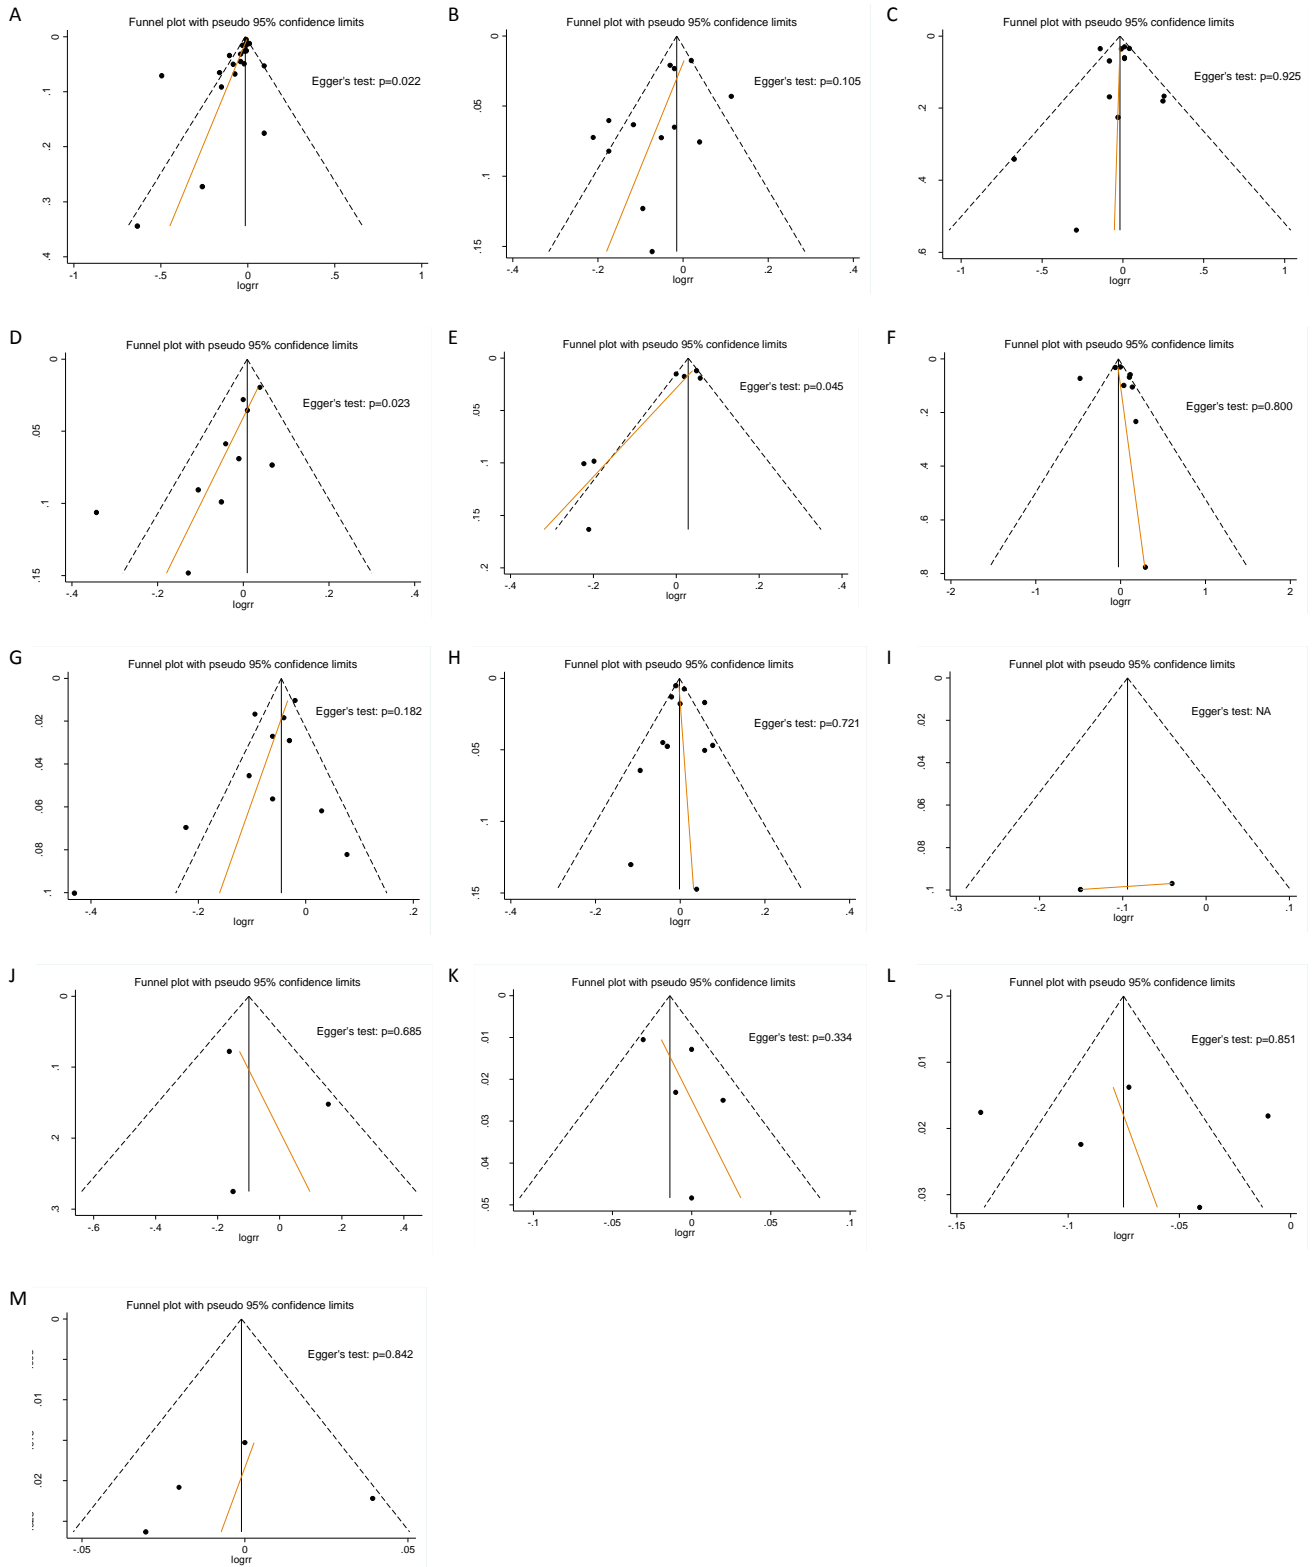 A
Funnel plot with pseudo 95% confidence limits
Egger's test: p=0.022
0
.1
.2
.3
.4
-1
-.5
0
.5
1
logrr
B
Funnel plot with pseudo 95% confidence limits
Egger's test: p=0.105
0
.05
.1
.15
-.4
-.2
0
.2
.4
logrr
C
Funnel plot with pseudo 95% confidence limits
Egger's test: p=0.925
0
.2
.4
.6
-1
-.5
0
.5
1
logrr
D
Funnel plot with pseudo 95% confidence limits
Egger's test: p=0.023
0
.05
.1
.15
-.4
-.2
0
.2
.4
logrr
E
Funnel plot with pseudo 95% confidence limits
Egger's test: p=0.045
0
.05
.1
.15
.2
-.4
-.2
0
.2
.4
logrr
F
Funnel plot with pseudo 95% confidence limits
Egger's test: p=0.800
0
.2
.4
.6
.8
-2
-1
0
1
2
logrr
G
Funnel plot with pseudo 95% confidence limits
Egger's test: p=0.182
0
.02
.04
.06
.08
.1
-.4
-.2
0
.2
logrr
H
Funnel plot with pseudo 95% confidence limits
Egger's test: p=0.721
0
.05
.1
.15
-.4
-.2
0
.2
.4
logrr
I
Funnel plot with pseudo 95% confidence limits
Egger's test: NA
0
.02
.04
.06
.08
.1
-.3
-.2
-.1
0
.1
logrr
J
Funnel plot with pseudo 95% confidence limits
Egger's test: p=0.685
0
.1
.2
.3
-.6
-.4
-.2
0
.2
.4
logrr
K
Funnel plot with pseudo 95% confidence limits
Egger's test: p=0.334
0
.01
.02
.03
.04
.05
-.1
-.05
0
.05
.1
logrr
L
Funnel plot with pseudo 95% confidence limits
Egger's test: p=0.851
0
.01
.02
.03
-.15
-.1
-.05
0
logrr
M
Funnel plot with pseudo 95% confidence limits
Egger's test: p=0.842
0
.01
.02
-.05
0
.05
logrr